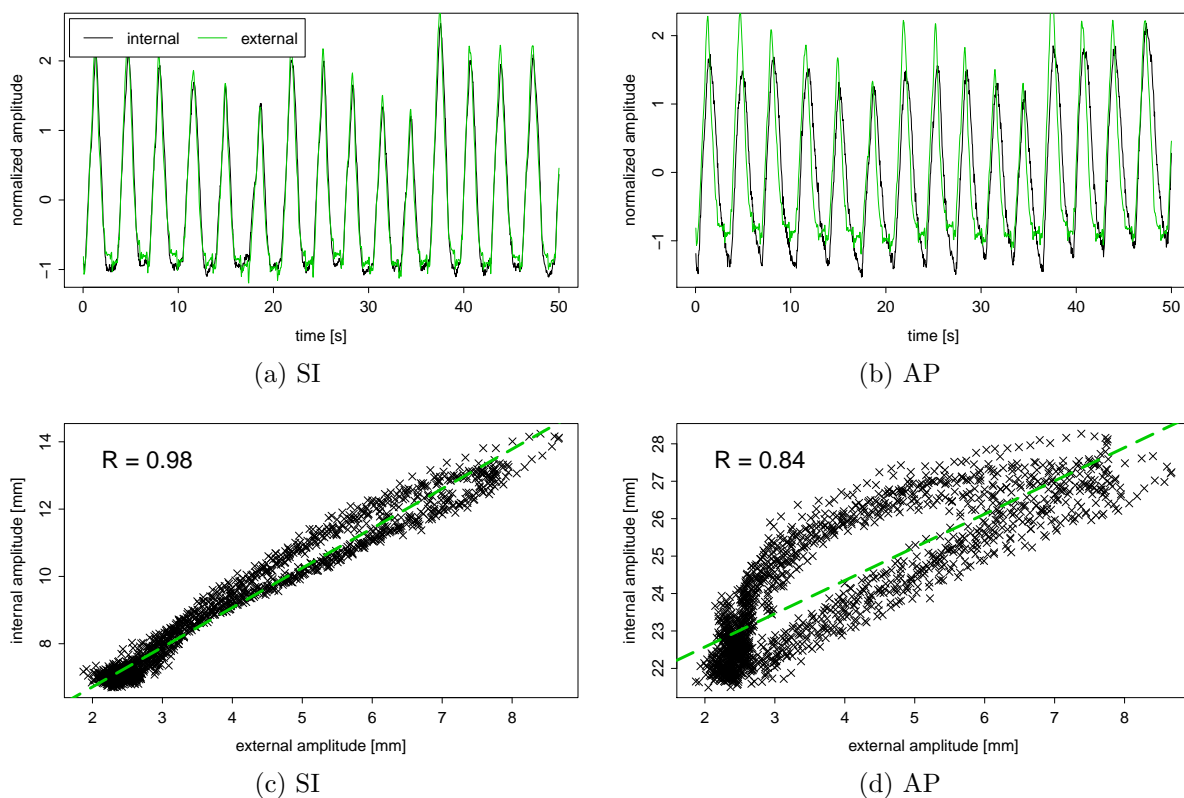 internal external
normalized amplitude
2
1
0
−1
0 10 20 30 40 50
time [s]
(a) SI
normalized amplitude
2
1
0
−1
0 10 20 30 40 50
time [s]
(b) AP
R = 0.98
internal amplitude [mm]
14
12
10
8
2 3 4 5 6 7 8
external amplitude [mm]
(c) SI
R = 0.84
internal amplitude [mm]
28
27
26
25
24
23
22
2 3 4 5 6 7 8
external amplitude [mm]
(d) AP